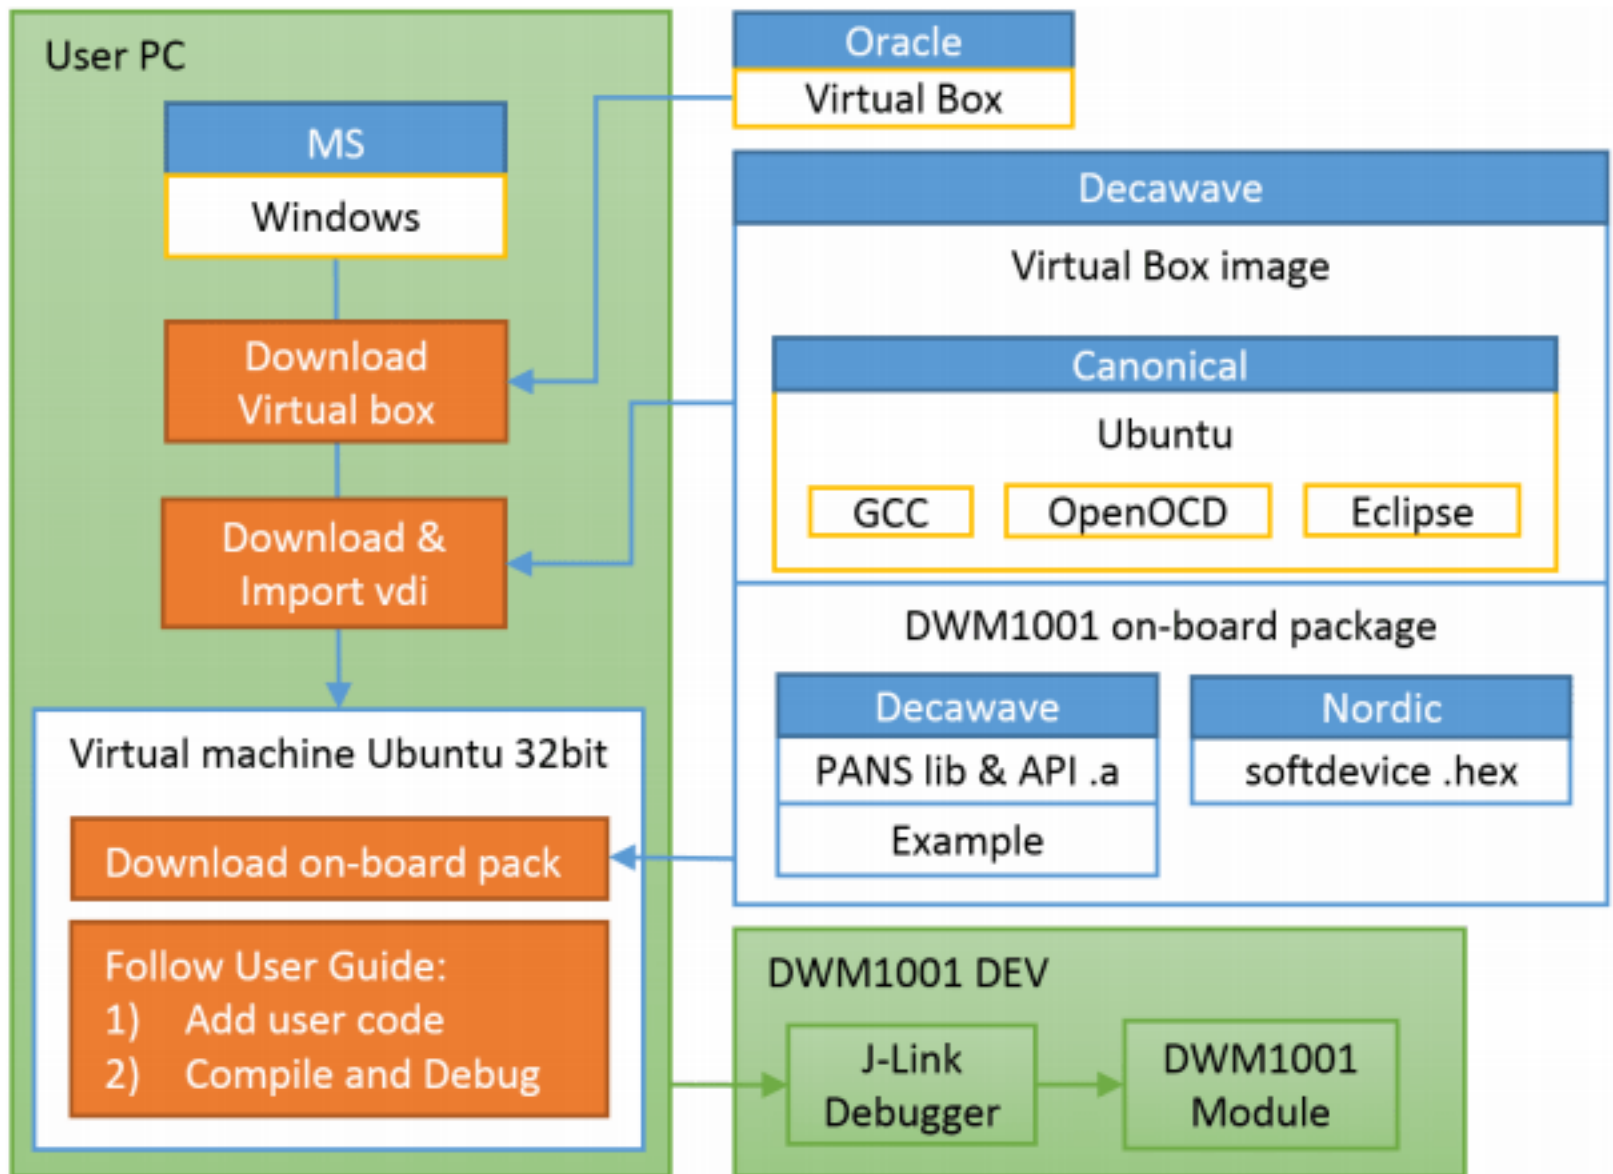 User PC
MS
Windows
Download
Virtual box
Download &
Import vdi
Virtual machine Ubuntu 32bit
Download on-board pack
Follow User Guide:
1) Add user code
2) Compile and Debug
Oracle
Virtual Box
Decawave
Virtual Box image
Canonical
Ubuntu
GCC
OpenOCD
Eclipse
DWM1001 on-board package
Decawave
PANS lib & API .a
Example
Nordic
softdevice .hex
DWM1001 DEV
J-Link
Debugger
DWM1001
Module